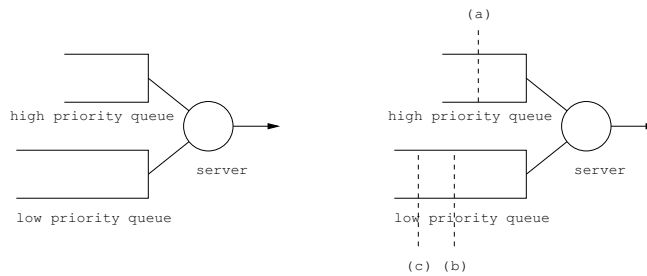 (a)
high priority queue
server
low priority queue
high priority queue
server
low priority queue
(c) (b)